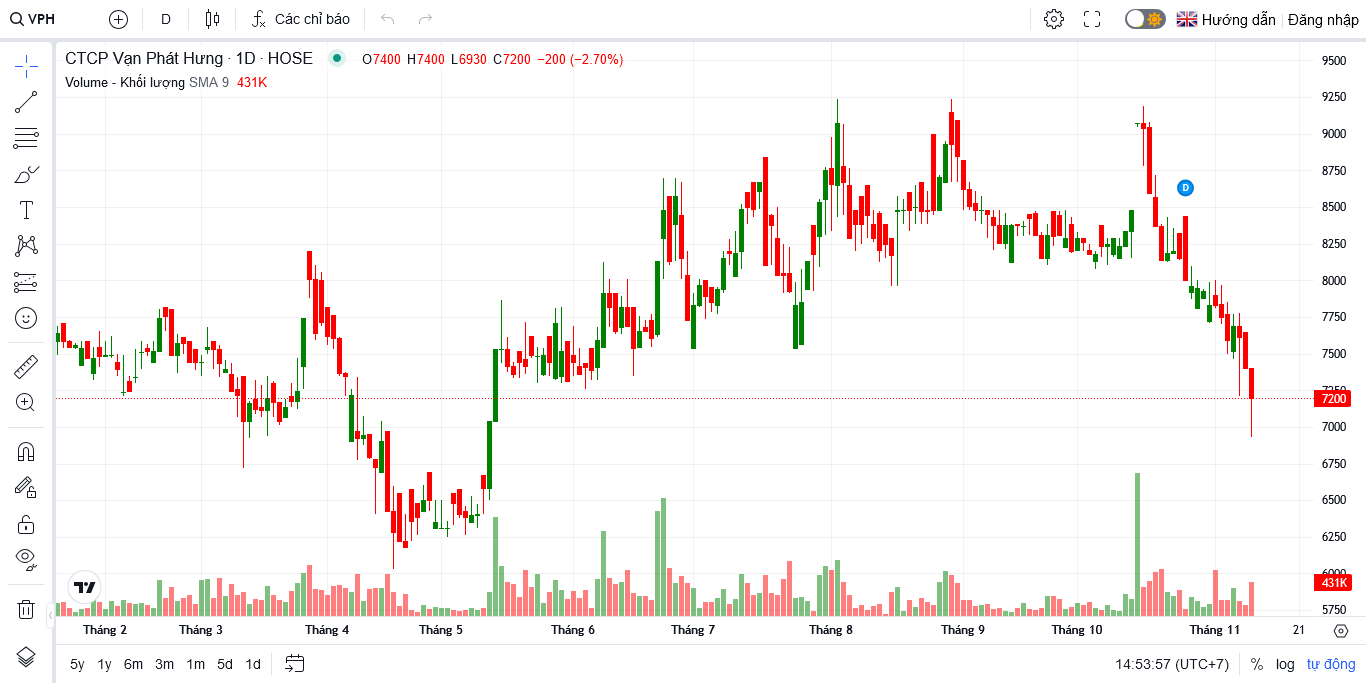 VPH D Các chỉ báo Hướng dẫn Đăng nhập
CTCP Vạn Phát Hưng · 1D · HOSE O7400 H7400 L6930 C7200 −200 (−2.70%)
Volume - Khối lượng SMA 9 431K
9500
9250
9000
8750
8500
8250
8000
7750
7500
7250
7200
7000
6750
6500
6250
6000
431K
5750
D
Tháng 2 Tháng 3 Tháng 4 Tháng 5 Tháng 6 Tháng 7 Tháng 8 Tháng 9 Tháng 10 Tháng 11 21
5y 1y 6m 3m 1m 5d 1d 14:53:57 (UTC+7) % log tự động